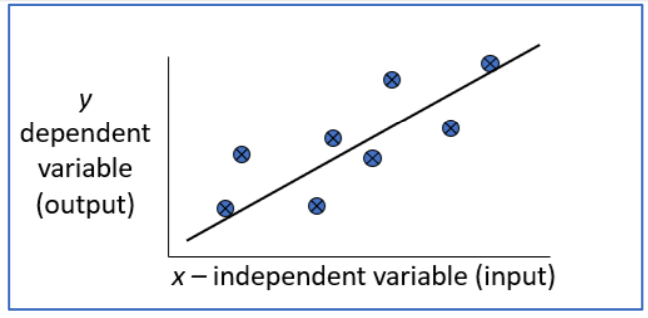 y
dependent
variable
(output)
x – independent variable (input)